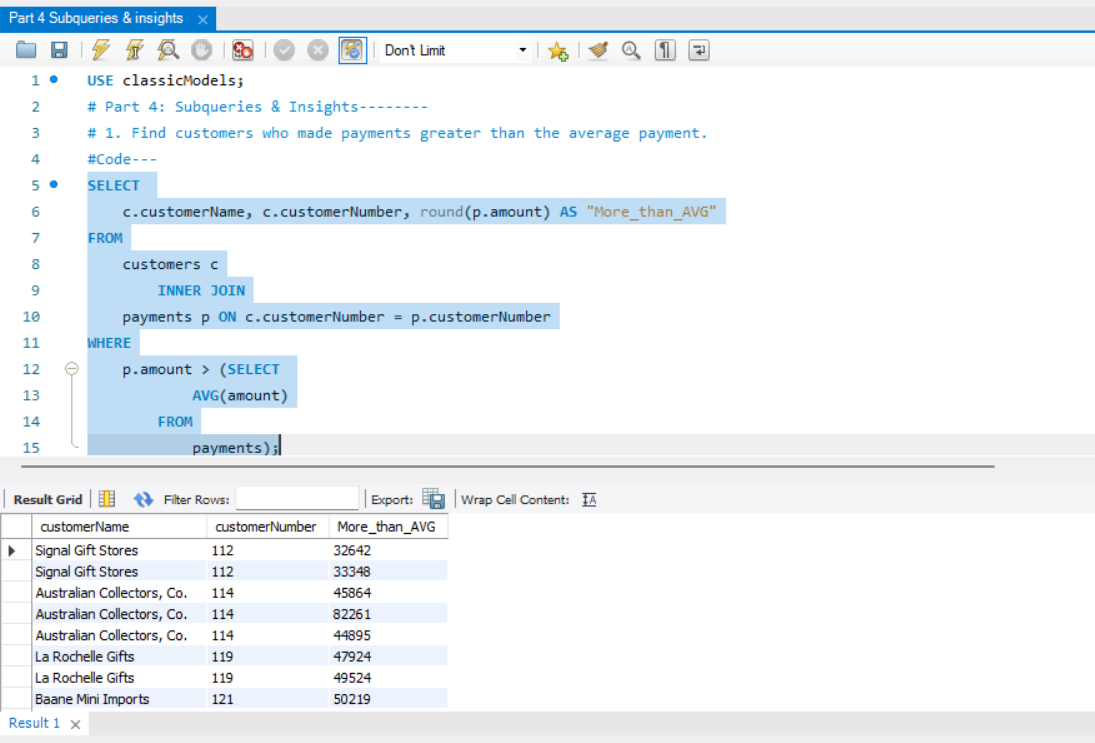 Part 4 Subqueries & insights
Don't Limit
1 USE classicModels;
2 # Part 4: Subqueries & Insights--------
3 # 1. Find customers who made payments greater than the average payment.
4 #Code---
5 SELECT
6 c.customerName, c.customerNumber, round(p.amount) AS "More_than_AVG"
7 FROM
8 customers c
9 INNER JOIN
10 payments p ON c.customerNumber = p.customerNumber
11 WHERE
12 p.amount > (SELECT
13 AVG(amount)
14 FROM
15 payments);
Result Grid Filter Rows: Export: Wrap Cell Content: IA
customerName customerNumber More_than_AVG
Signal Gift Stores 112 32642
Signal Gift Stores 112 33348
Australian Collectors, Co. 114 45864
Australian Collectors, Co. 114 82261
Australian Collectors, Co. 114 44895
La Rochelle Gifts 119 47924
La Rochelle Gifts 119 49524
Baane Mini Imports 121 50219
Result 1